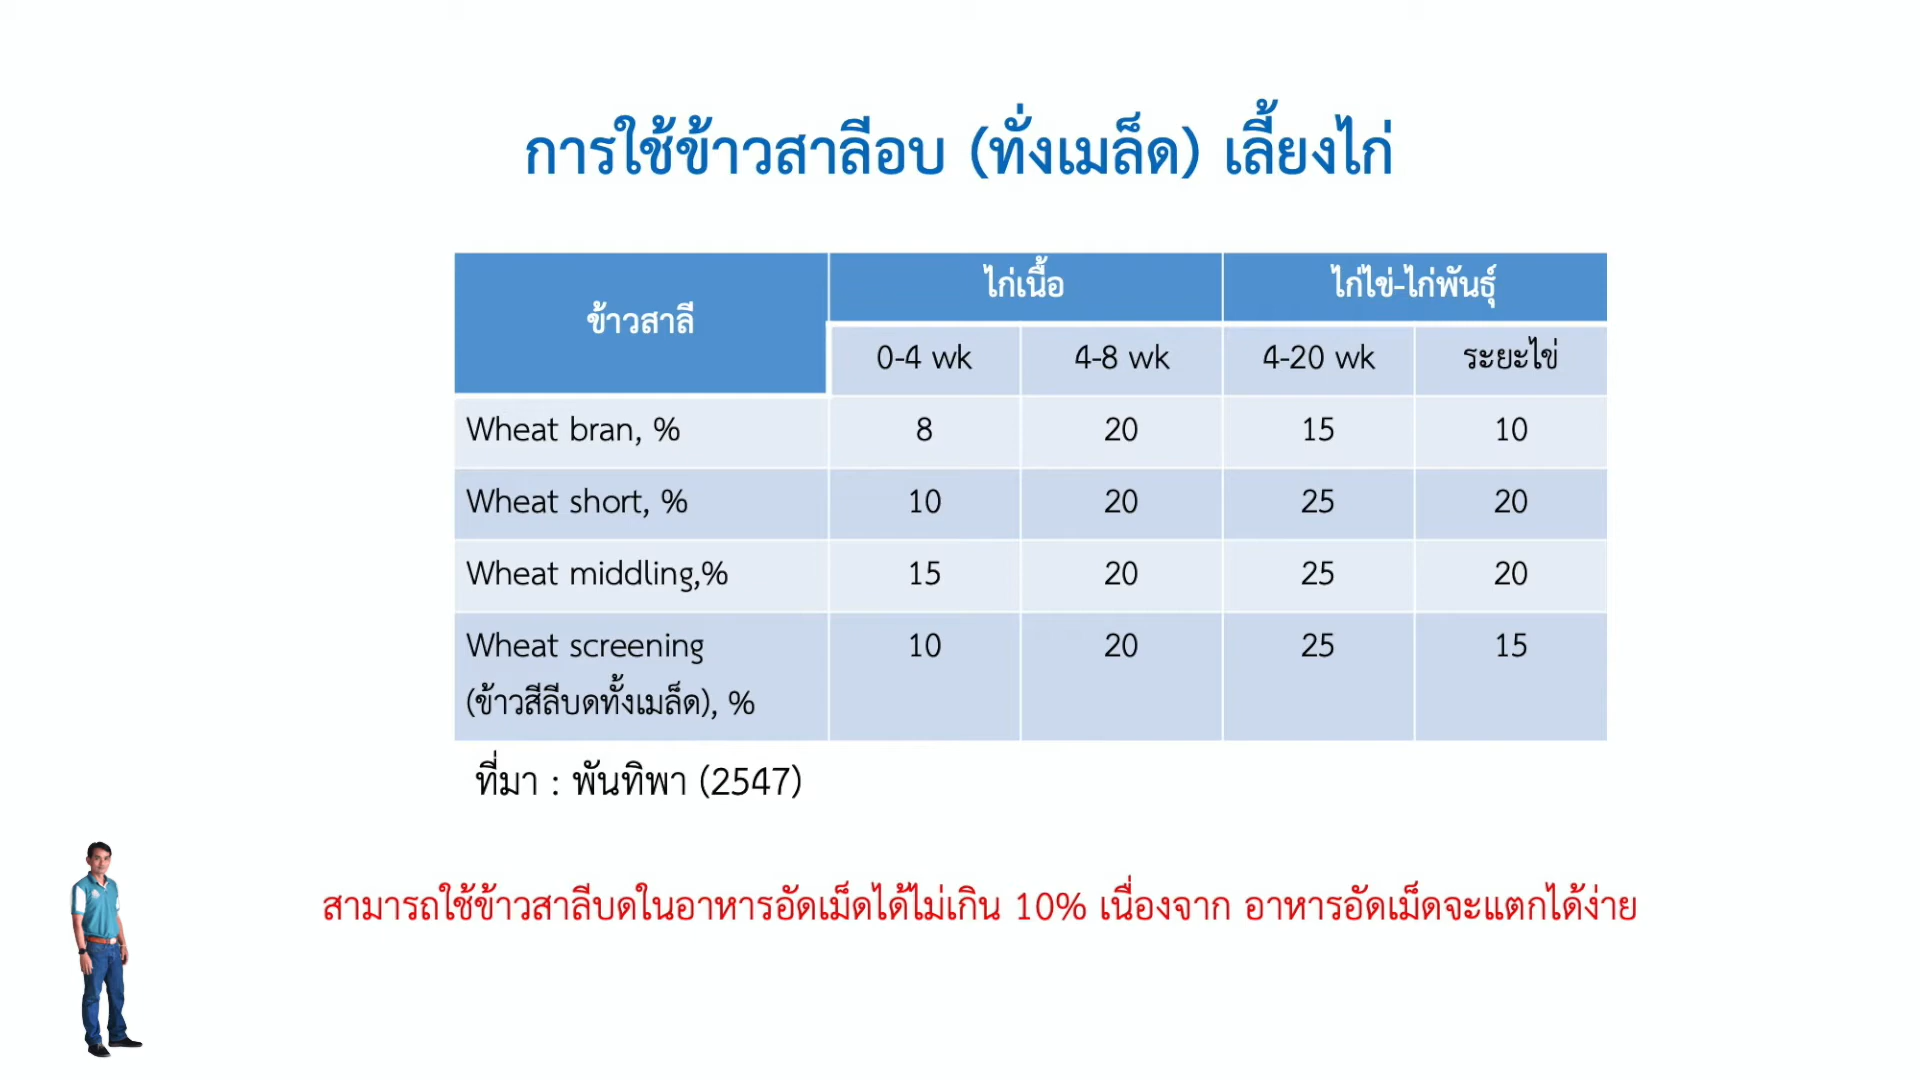 การใช้ข้าวสาลีอบ (ทั่งเมล็ด) เลี้ยงไก่
ข้าวสาลี ไก่เนื้อ ไก่ไข่-ไก่พันธุ์
0-4 wk 4-8 wk 4-20 wk ระยะไข่
Wheat bran, % 8 20 15 10
Wheat short, % 10 20 25 20
Wheat middling,% 15 20 25 20
Wheat screening 10 20 25 15
(ข้าวสีลีบดทั้งเมล็ด), %
ที่มา : พันทิพา (2547)
สามารถใช้ข้าวสาลีบดในอาหารอัดเม็ดได้ไม่เกิน 10% เนื่องจาก อาหารอัดเม็ดจะแตกได้ง่าย